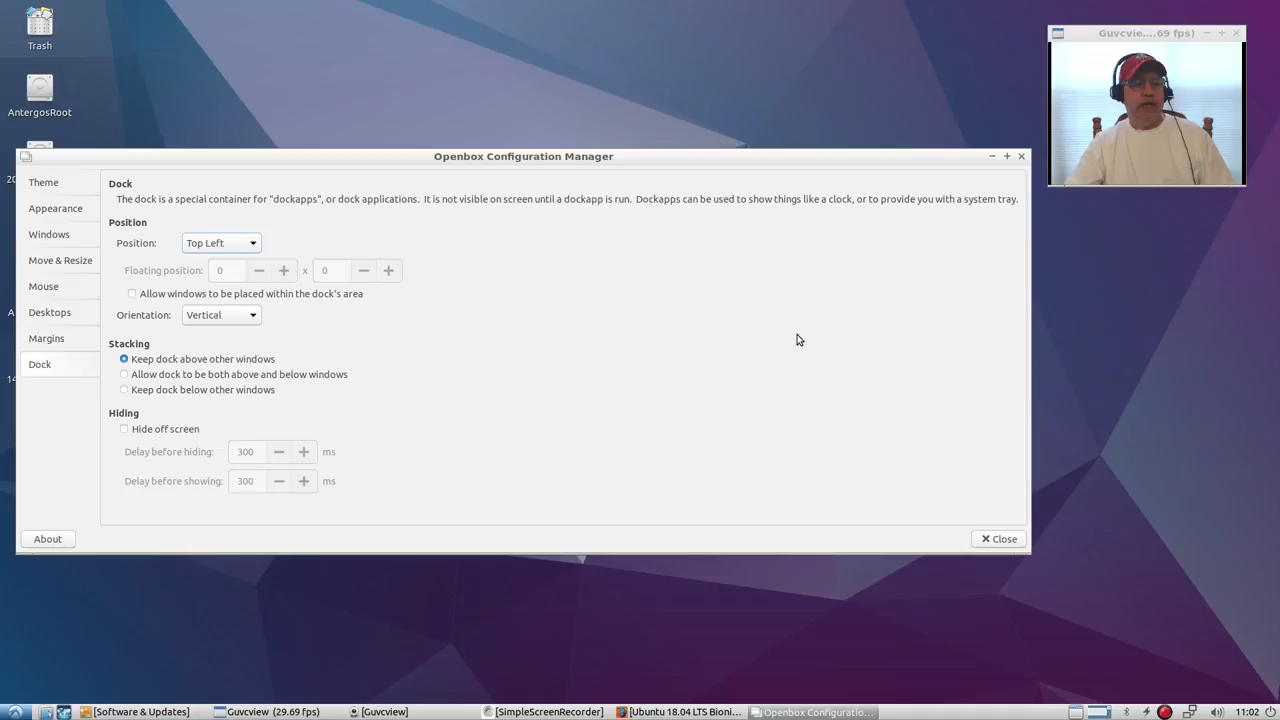 Trash
AntergosRoot
Guvcview....69 fps)
Openbox Configuration Manager
Theme
Appearance
Windows
Move & Resize
Mouse
Desktops
Margins
Dock
Dock
The dock is a special container for "dockapps", or dock applications. It is not visible on screen until a dockapp is run. Dockapps can be used to show things like a clock, or to provide you with a system tray.
Position
Position: Top Left
Floating position: 0 x 0
Allow windows to be placed within the dock's area
Orientation: Vertical
Stacking
Keep dock above other windows
Allow dock to be both above and below windows
Keep dock below other windows
Hiding
Hide off screen
Delay before hiding: 300 ms
Delay before showing: 300 ms
About
Close
[Software & Updates]
Guvcview (29.69 fps)
[Guvcview]
[SimpleScreenRecorder]
[Ubuntu 18.04 LTS Bioni...
Openbox Configuratio...
11:02